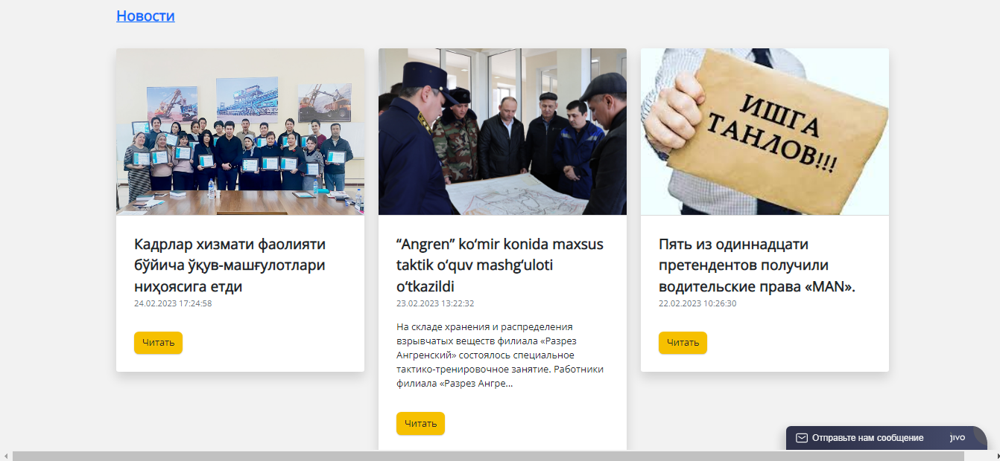 Новости
ИШГА
ТАНЛОВ!!!
Кадрлар хизмати фаолияти
бўйича ўқув-машғулотлари
ниҳоясига етди
24.02.2023 17:24:58
Читать
“Angren” ko‘mir konida maxsus
taktik o‘quv mashg‘uloti
o‘tkazildi
23.02.2023 13:22:32
На складе хранения и распределения
взрывчатых веществ филиала «Разрез
Ангренский» состоялось специальное
тактико-тренировочное занятие. Работники
филиала «Разрез Ангре...
Читать
Пять из одиннадцати
претендентов получили
водительские права «MAN».
22.02.2023 10:26:30
Читать
Отправьте нам сообщение
jivo